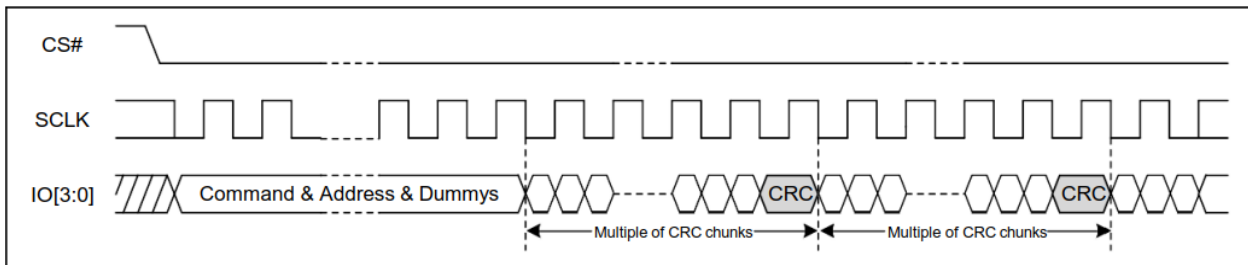 CS#
SCLK
IO[3:0]
Command & Address & Dummys
CRC
CRC
Multiple of CRC chunks
Multiple of CRC chunks